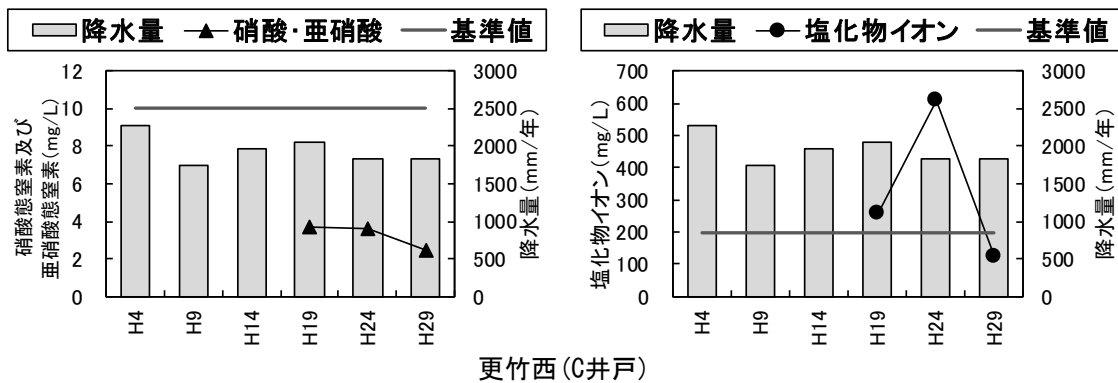 降水量 硝酸・亜硝酸 基準値
硝酸態窒素及び
亜硝酸態窒素(mg/L)
12
10
8
6
4
2
0
3000
2500
2000
1500
1000
500
0
降水量(mm/年)
H4 H9 H14 H19 H24 H29
降水量 塩化物イオン 基準値
塩化物イオン(mg/L)
700
600
500
400
300
200
100
0
3000
2500
2000
1500
1000
500
0
降水量(mm/年)
H4 H9 H14 H19 H24 H29
更竹西(C井戸)